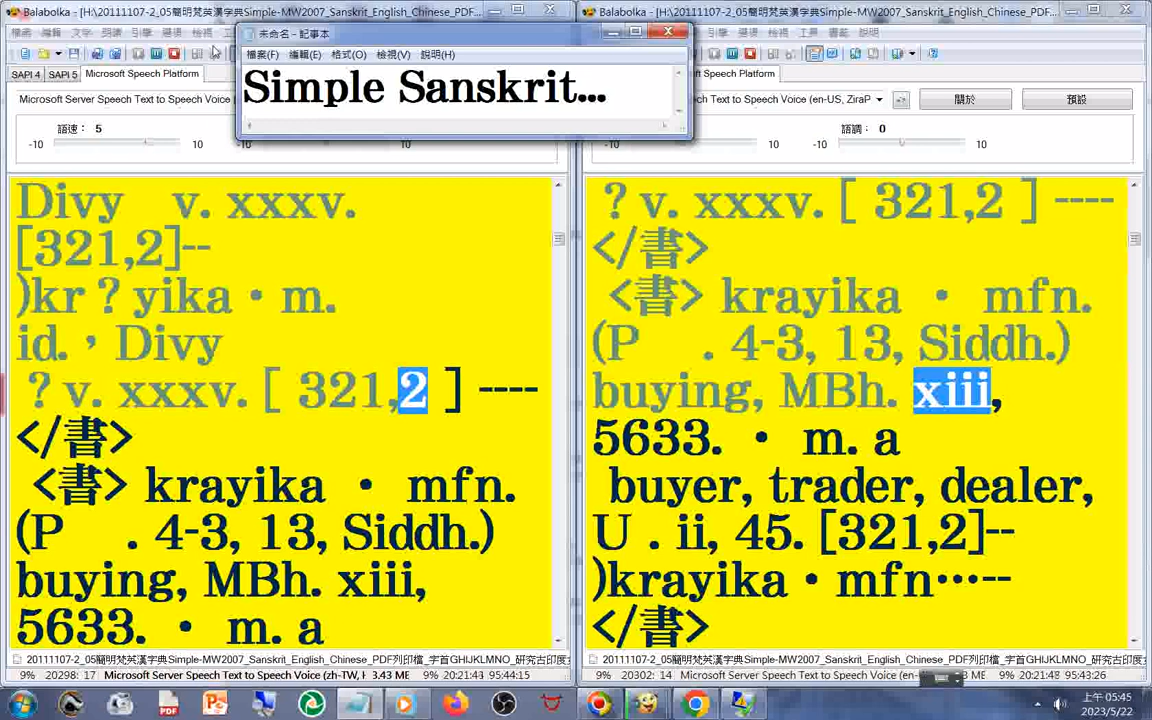 Balabolka - [H:\20111107-2_05簡明梵英漢字典Simple-MW2007_Sanskrit_English_Chinese_PDF...
Balabolka - [H:\20111107-2_05簡明梵英漢字典Simple-MW2007_Sanskrit_English_Chinese_PDF...
未命名 - 記事本
檔案(F) 編輯(E) 格式(O) 檢視(V) 說明(H)
Simple Sanskrit...
SAPI 4 SAPI 5 Microsoft Speech Platform
ft Speech Platform
Microsoft Server Speech Text to Speech Voice
ch Text to Speech Voice (en-US, ZiraP
關於 預設
語速： 5
-10 10 10
語調： 0
-10 -10 10
Divy v. xxxv.
[321,2]--
)kr ? yika • m.
id. , Divy
? v. xxxv. [ 321,2 ] ----
</書>
<書> krayika • mfn.
(P . 4-3, 13, Siddh.)
buying, MBh. xiii,
5633. • m. a
? v. xxxv. [ 321,2 ] ----
</書>
<書> krayika • mfn.
(P . 4-3, 13, Siddh.)
buying, MBh. xiii,
5633. • m. a
buyer, trader, dealer,
U . ii, 45. [321,2]--
)krayika • mfn…--
</書>
20111107-2_05簡明梵英漢字典Simple-MW2007_Sanskrit_English_Chinese_PDF列印檔_字首GHIJKLMNO_研究古印度
20111107-2_05簡明梵英漢字典Simple-MW2007_Sanskrit_English_Chinese_PDF列印檔_字首GHIJKLMNO_研究古印度
9% 20298: 17 Microsoft Server Speech Text to Speech Voice (zh-TW, 3.43 MB 9% 20:21:43 95:44:15
9% 20302: 14 Microsoft Server Speech Text to Speech Voice 9% 20:21:48 95:43:26
上午 05:45
2023/5/22